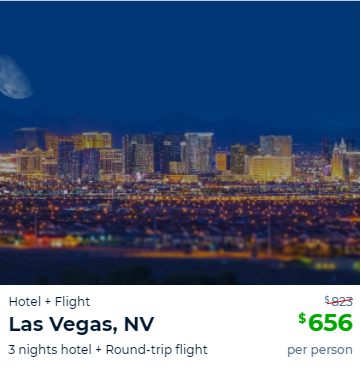 Hotel + Flight
$823
Las Vegas, NV
$656
3 nights hotel + Round-trip flight
per person